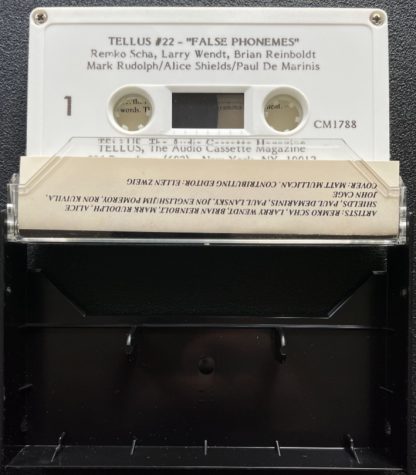 TELLUS #22 - "FALSE PHONEMES"
Remko Scha, Larry Wendt, Brian Reinboldt
Mark Rudolph/Alice Shields/Paul De Marinis
1
words. T
CM1788
TELLUS, The Audio Cassette Magazine
ARTISTS: REMKO SCHA, LARRY WENDT, BRIAN REINBOLT, MARK RUDOLPH, ALICE
SHIELDS, PAUL DEMARINIS, PAUL LANSKY, JON ENGLISH/JIM POMEROY, RON KUIVILA,
JOHN CAGE
COVER: MATT MULLICAN, CONTRIBUTING EDITOR: ELLEN ZWEIG